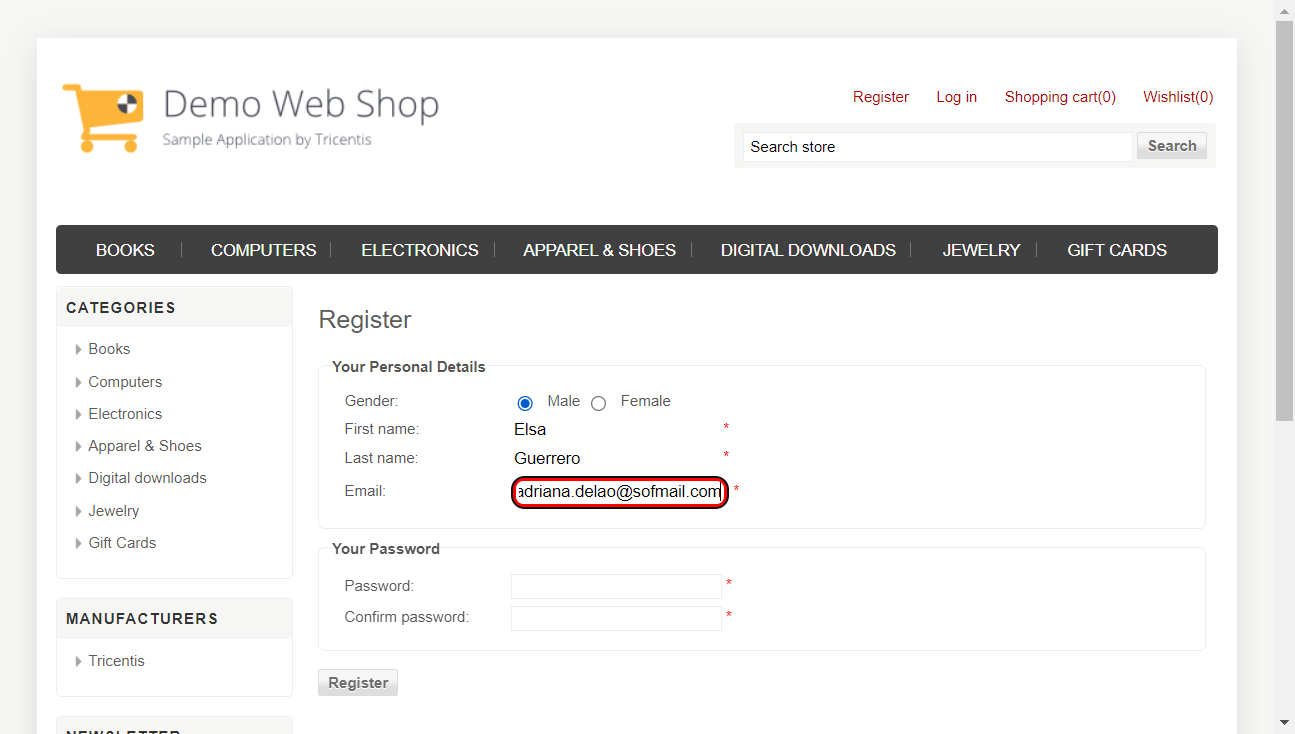 Demo Web Shop
Sample Application by Tricentis
Register Log in Shopping cart(0) Wishlist(0)
Search store Search
BOOKS COMPUTERS ELECTRONICS APPAREL & SHOES DIGITAL DOWNLOADS JEWELRY GIFT CARDS
CATEGORIES
Books
Computers
Electronics
Apparel & Shoes
Digital downloads
Jewelry
Gift Cards
MANUFACTURERS
Tricentis
NEWSLETTER
Register
Your Personal Details
Gender: Male Female
First name: Elsa *
Last name: Guerrero *
Email: adriana.delao@sofmail.com *
Your Password
Password: *
Confirm password: *
Register